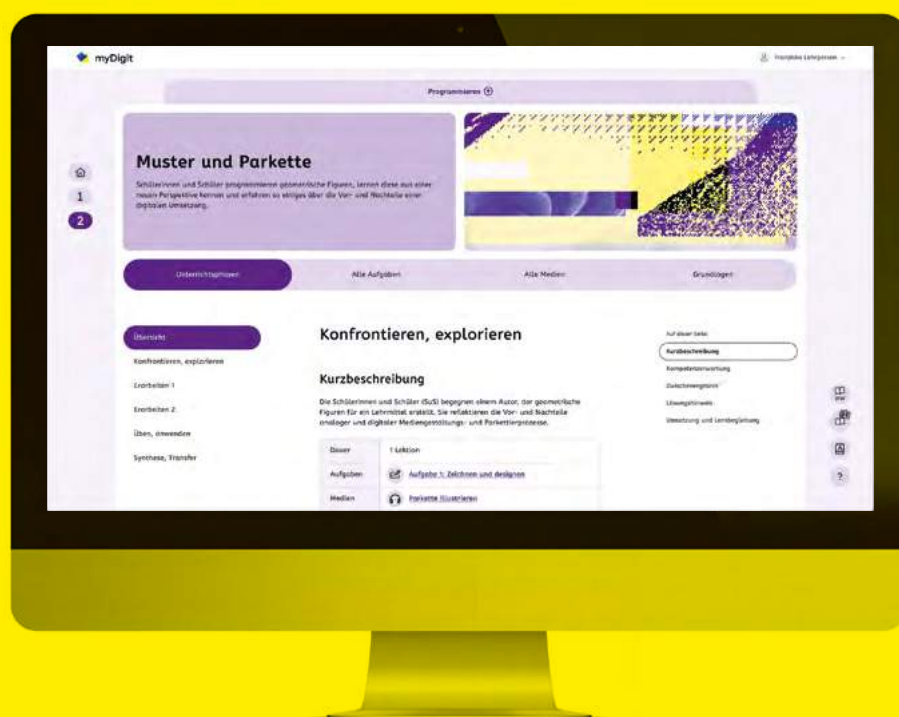 myDigit
Franziska Lehrperson
Programmieren
Muster und Parkette
Schülerinnen und Schüler programmieren geometrische Figuren, lernen diese aus einer
neuen Perspektive kennen und erfahren so einiges über die Vor- und Nachteile einer
digitalen Umsetzung.
1
2
Unterrichtsphasen
Alle Aufgaben
Alle Medien
Grundlagen
Übersicht
Konfrontieren, explorieren
Erarbeiten 1
Erarbeiten 2
Üben, anwenden
Synthese, Transfer
Konfrontieren, explorieren
Kurzbeschreibung
Die Schülerinnen und Schüler (SuS) begegnen einem Autor, der geometrische
Figuren für ein Lehrmittel erstellt. Sie reflektieren die Vor- und Nachteile
analoger und digitaler Mediengestaltungs- und Parkettierprozesse.
Dauer 1 Lektion
Aufgaben Aufgabe 1: Zeichnen und designen
Medien Parkette illustrieren
Auf dieser Seite:
Kurzbeschreibung
Kompetenzerwartung
Zwischenergebnis
Lösungshinweis
Umsetzung und Lernbegleitung
?